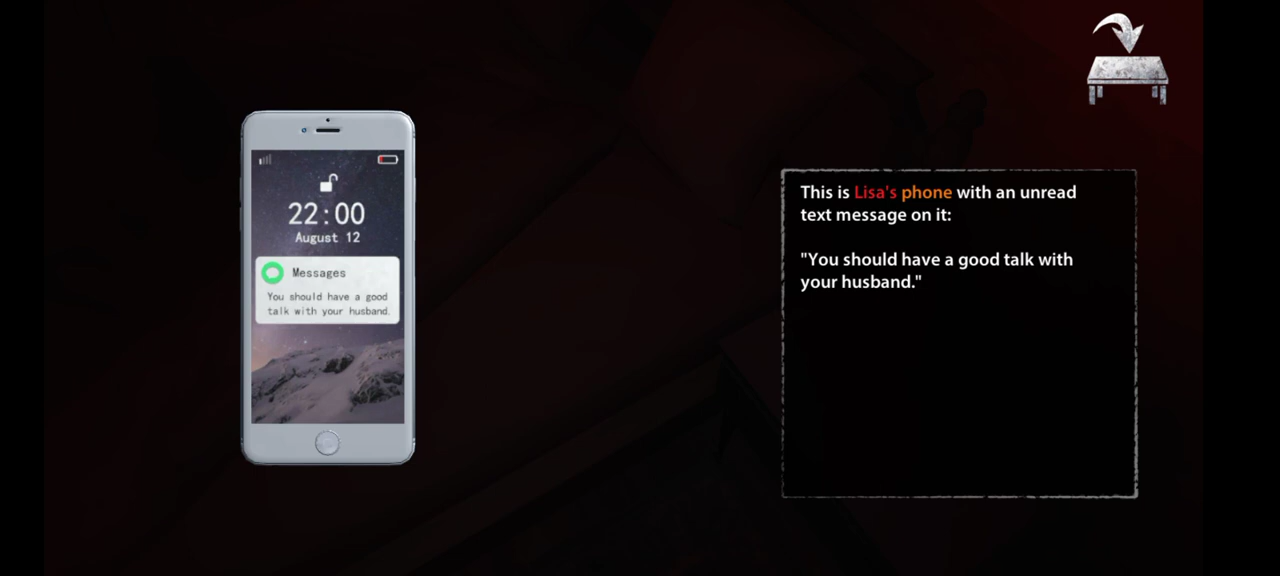 22:00
August 12
Messages
You should have a good
talk with your husband.
This is Lisa's phone with an unread
text message on it:
"You should have a good talk with
your husband."